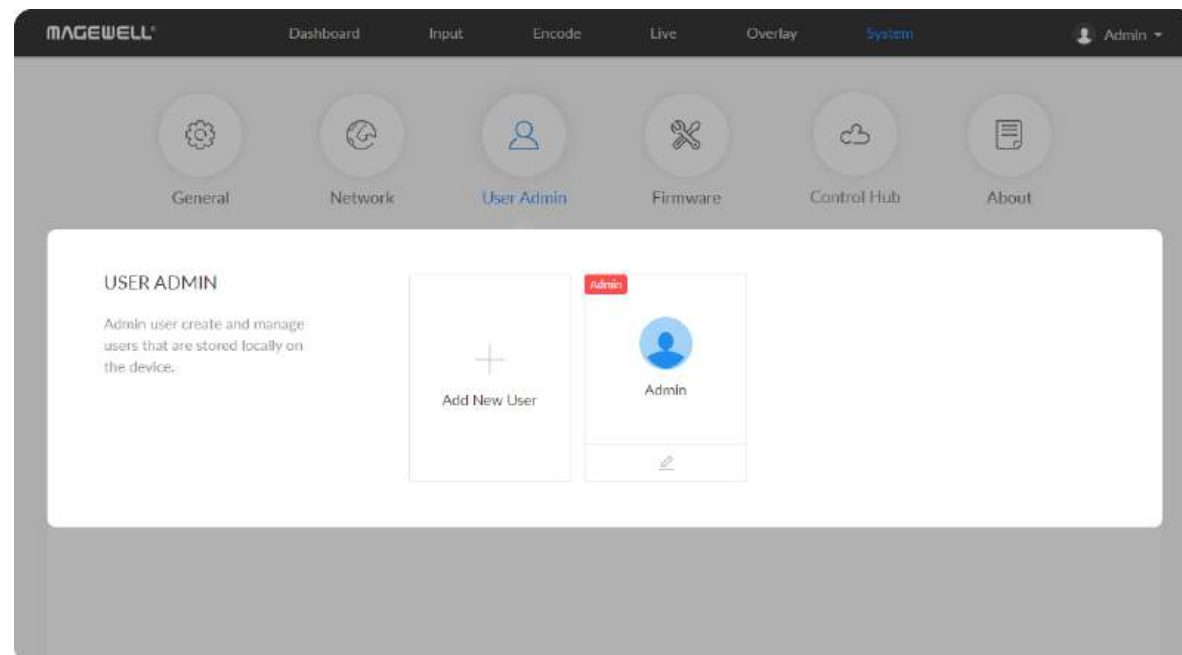 MAGEWELL®
Dashboard Input Encode Live Overlay System Admin
General Network User Admin Firmware Control Hub About
USER ADMIN
Admin user create and manage
users that are stored locally on
the device.
Add New User
Admin
Admin